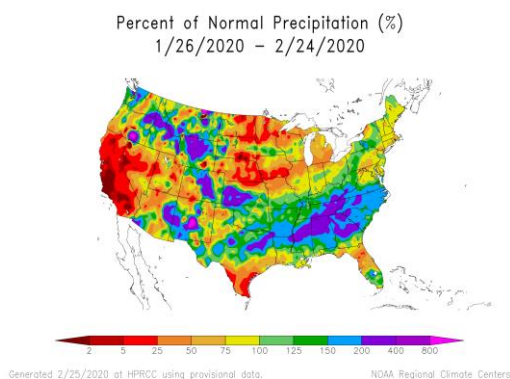 Percent of Normal Precipitation (%)
1/26/2020 – 2/24/2020
2 5 25 50 75 100 125 150 200 400 800
Generated 2/25/2020 at HPRCC using provisional data.
NOAA Regional Climate Centers